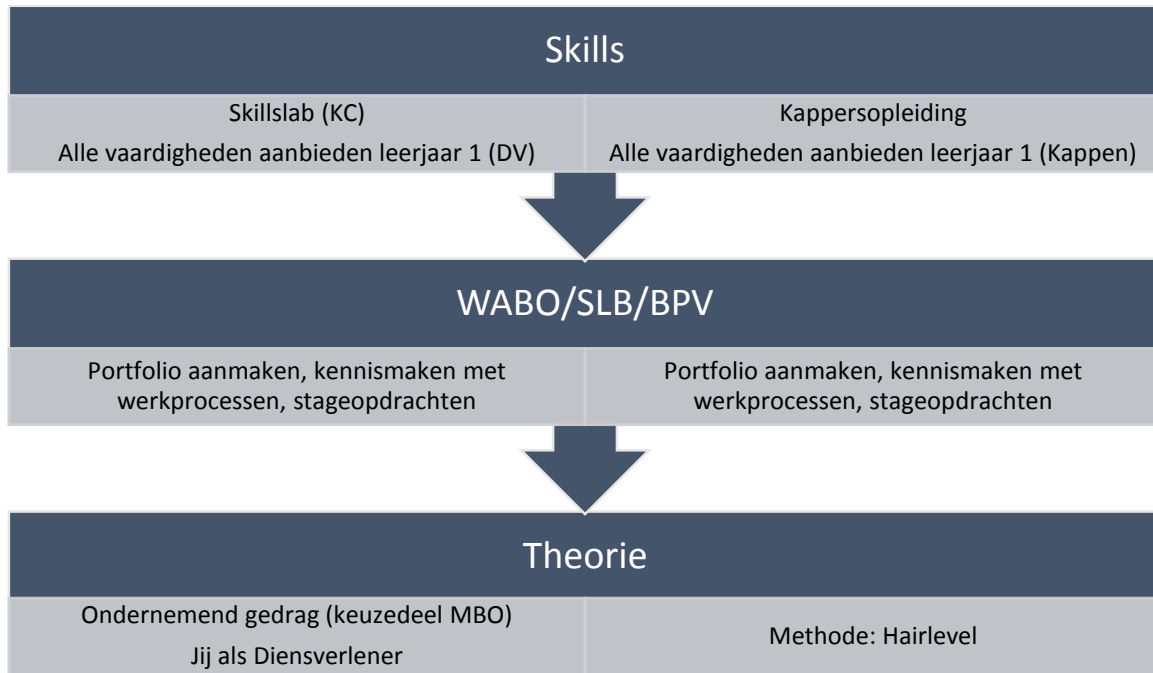 Skills
Skillslab (KC)
Alle vaardigheden aanbieden leerjaar 1 (DV)
Kappersopleiding
Alle vaardigheden aanbieden leerjaar 1 (Kappen)
WABO/SLB/BPV
Portfolio aanmaken, kennismaken met
werkprocessen, stageopdrachten
Portfolio aanmaken, kennismaken met
werkprocessen, stageopdrachten
Theorie
Ondernemend gedrag (keuzedeel MBO)
Jij als Diensverlener
Methode: Hairlevel